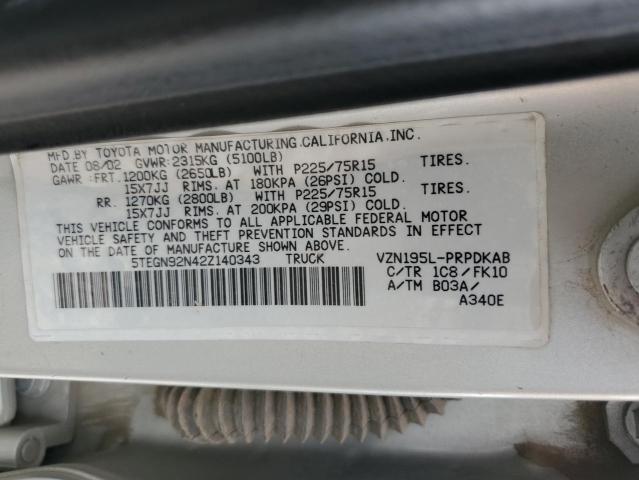 MFD.BY TOYOTA MOTOR MANUFACTURING,CALIFORNIA,INC.
DATE 08/02 GVWR:2315KG (5100LB)
GAWR :FRT.1200KG (2650LB) WITH P225/75R15 TIRES.
15X7JJ RIMS. AT 180KPA (26PSI) COLD.
RR. 1270KG (2800LB) WITH P225/75R15 TIRES.
15X7JJ RIMS. AT 200KPA (29PSI) COLD.
THIS VEHICLE CONFORMS TO ALL APPLICABLE FEDERAL MOTOR
VEHICLE SAFETY AND THEFT PREVENTION STANDARDS IN EFFECT
ON THE DATE OF MANUFACTURE SHOWN ABOVE.
5TEGN92N42Z140343 TRUCK VZN195L-PRPDKAB
C/TR 1C8/FK10
A/TM B03A/
A340E